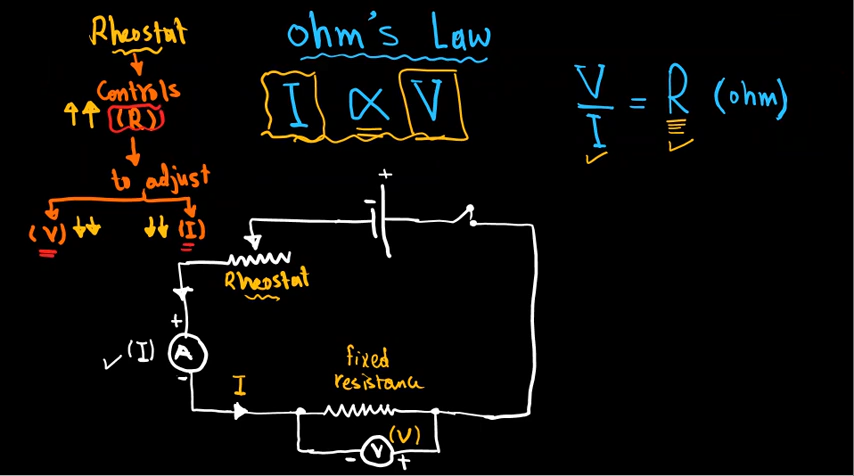 Rheostat
Controls
↑↑ (R)
to adjust
(V) ↓↓ ↓↓ (I)
ohm's Law
I ∝ V
V/I = R (ohm)
- +
Rheostat
+
(I) A
-
I
fixed
resistance
(V)
- V +